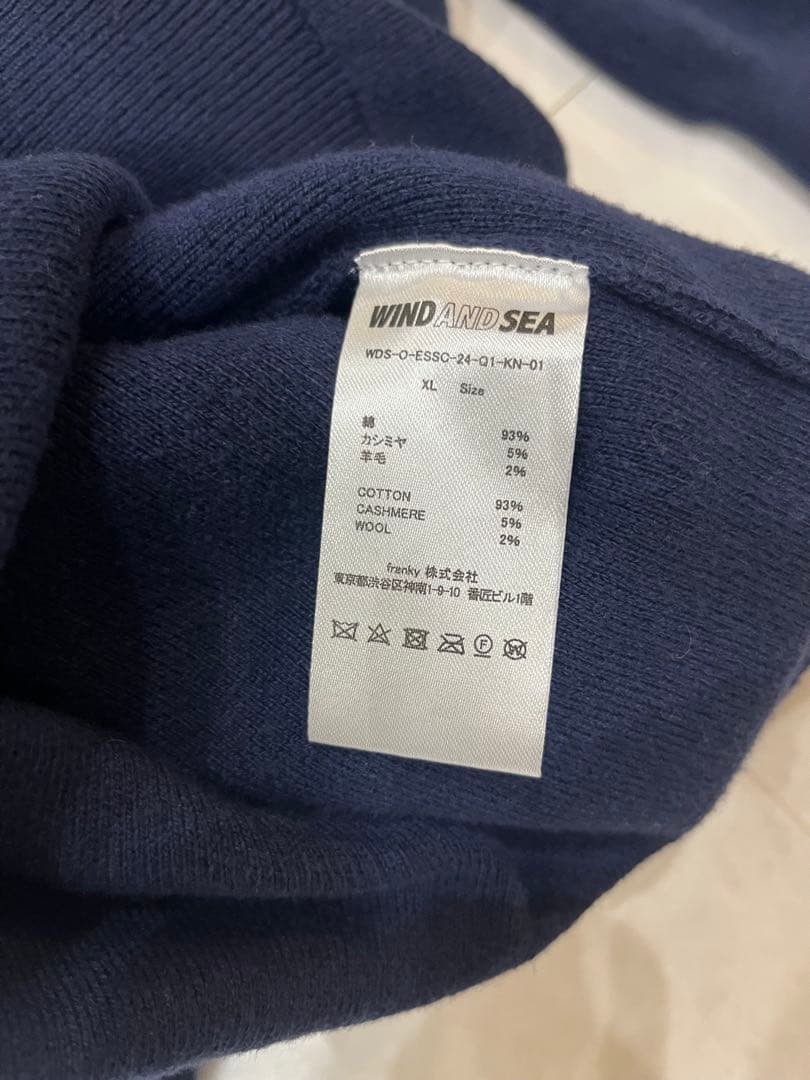 WIND AND SEA
WDS-O-ESSC-24-Q1-KN-01
XL Size
綿 93%
カシミヤ 5%
羊毛 2%
COTTON 93%
CASHMERE 5%
WOOL 2%
franky 株式会社
東京都渋谷区神南1-9-10 番匠ビル1階
F W